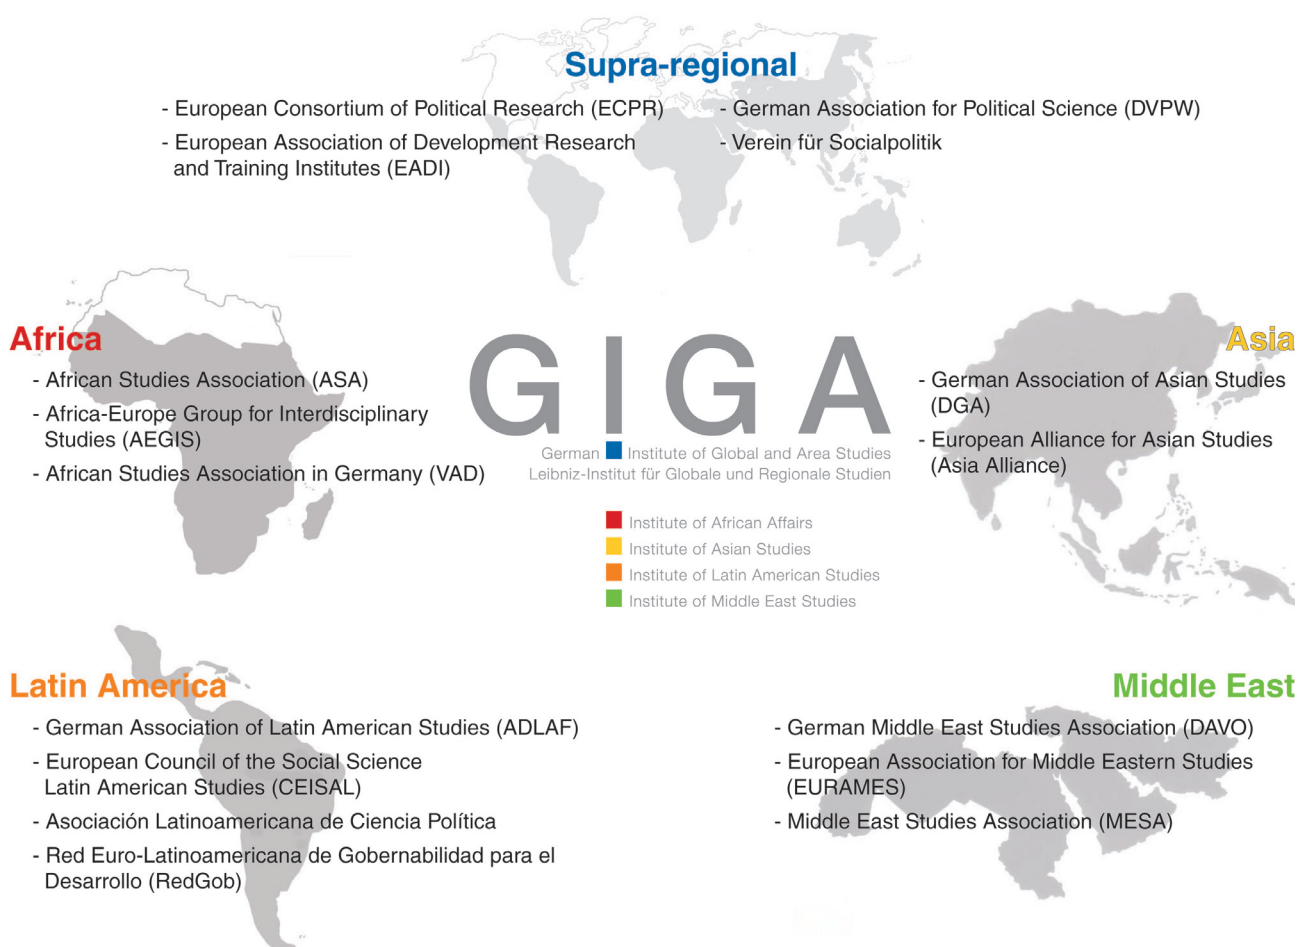 Supra-regional
- European Consortium of Political Research (ECPR)
- European Association of Development Research
and Training Institutes (EADI)
- German Association for Political Science (DVPW)
- Verein für Socialpolitik
Africa
- African Studies Association (ASA)
- Africa-Europe Group for Interdisciplinary
Studies (AEGIS)
- African Studies Association in Germany (VAD)
GIGA
German Institute of Global and Area Studies
Leibniz-Institut für Globale und Regionale Studien
Institute of African Affairs
Institute of Asian Studies
Institute of Latin American Studies
Institute of Middle East Studies
Asia
- German Association of Asian Studies
(DGA)
- European Alliance for Asian Studies
(Asia Alliance)
Latin America
- German Association of Latin American Studies (ADLAF)
- European Council of the Social Science
Latin American Studies (CEISAL)
- Asociación Latinoamericana de Ciencia Política
- Red Euro-Latinoamericana de Gobernabilidad para el
Desarrollo (RedGob)
Middle East
- German Middle East Studies Association (DAVO)
- European Association for Middle Eastern Studies
(EURAMES)
- Middle East Studies Association (MESA)